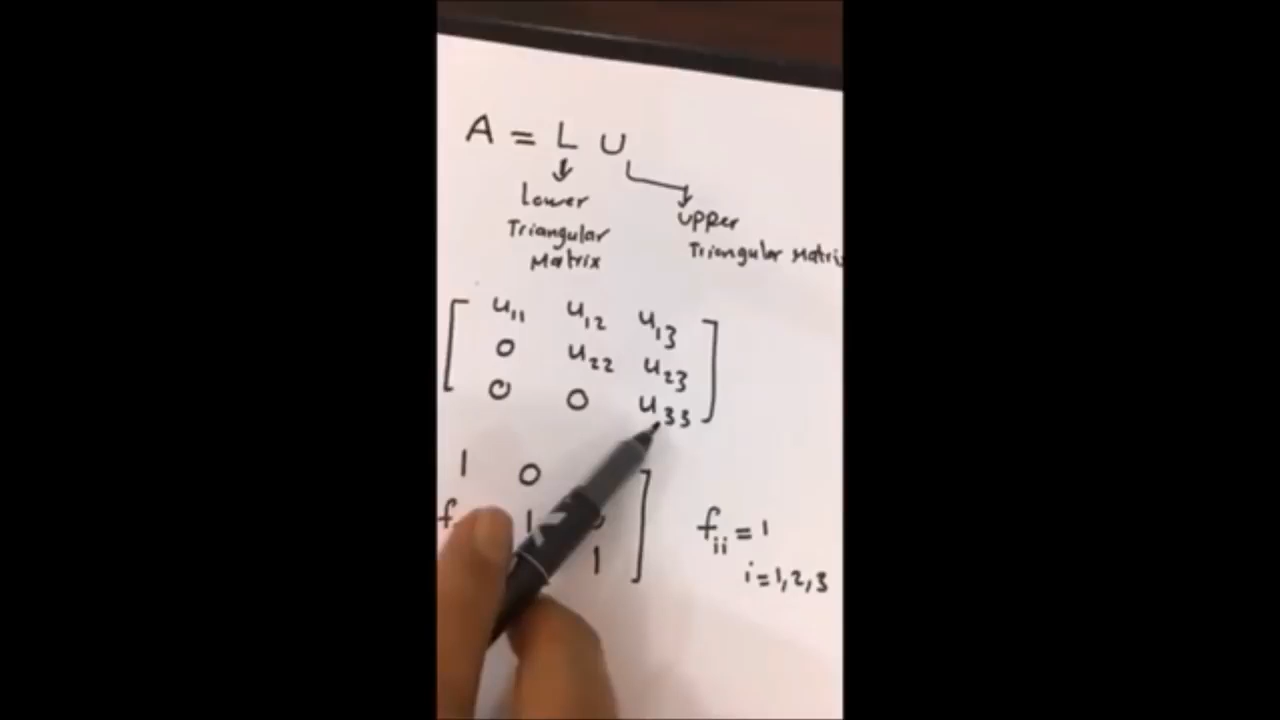 A = L U
Lower
Triangular
Matrix
upper
Triangular Matri
u11 u12 u13
0 u22 u23
0 0 u33
1 0
f 1 0
1
fii = 1
i = 1, 2, 3